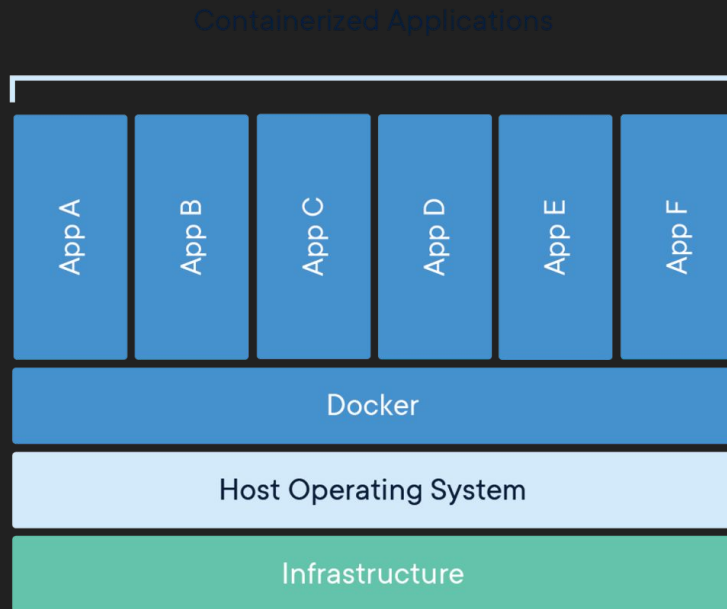 Containerized Applications
App A
App B
App C
App D
App E
App F
Docker
Host Operating System
Infrastructure